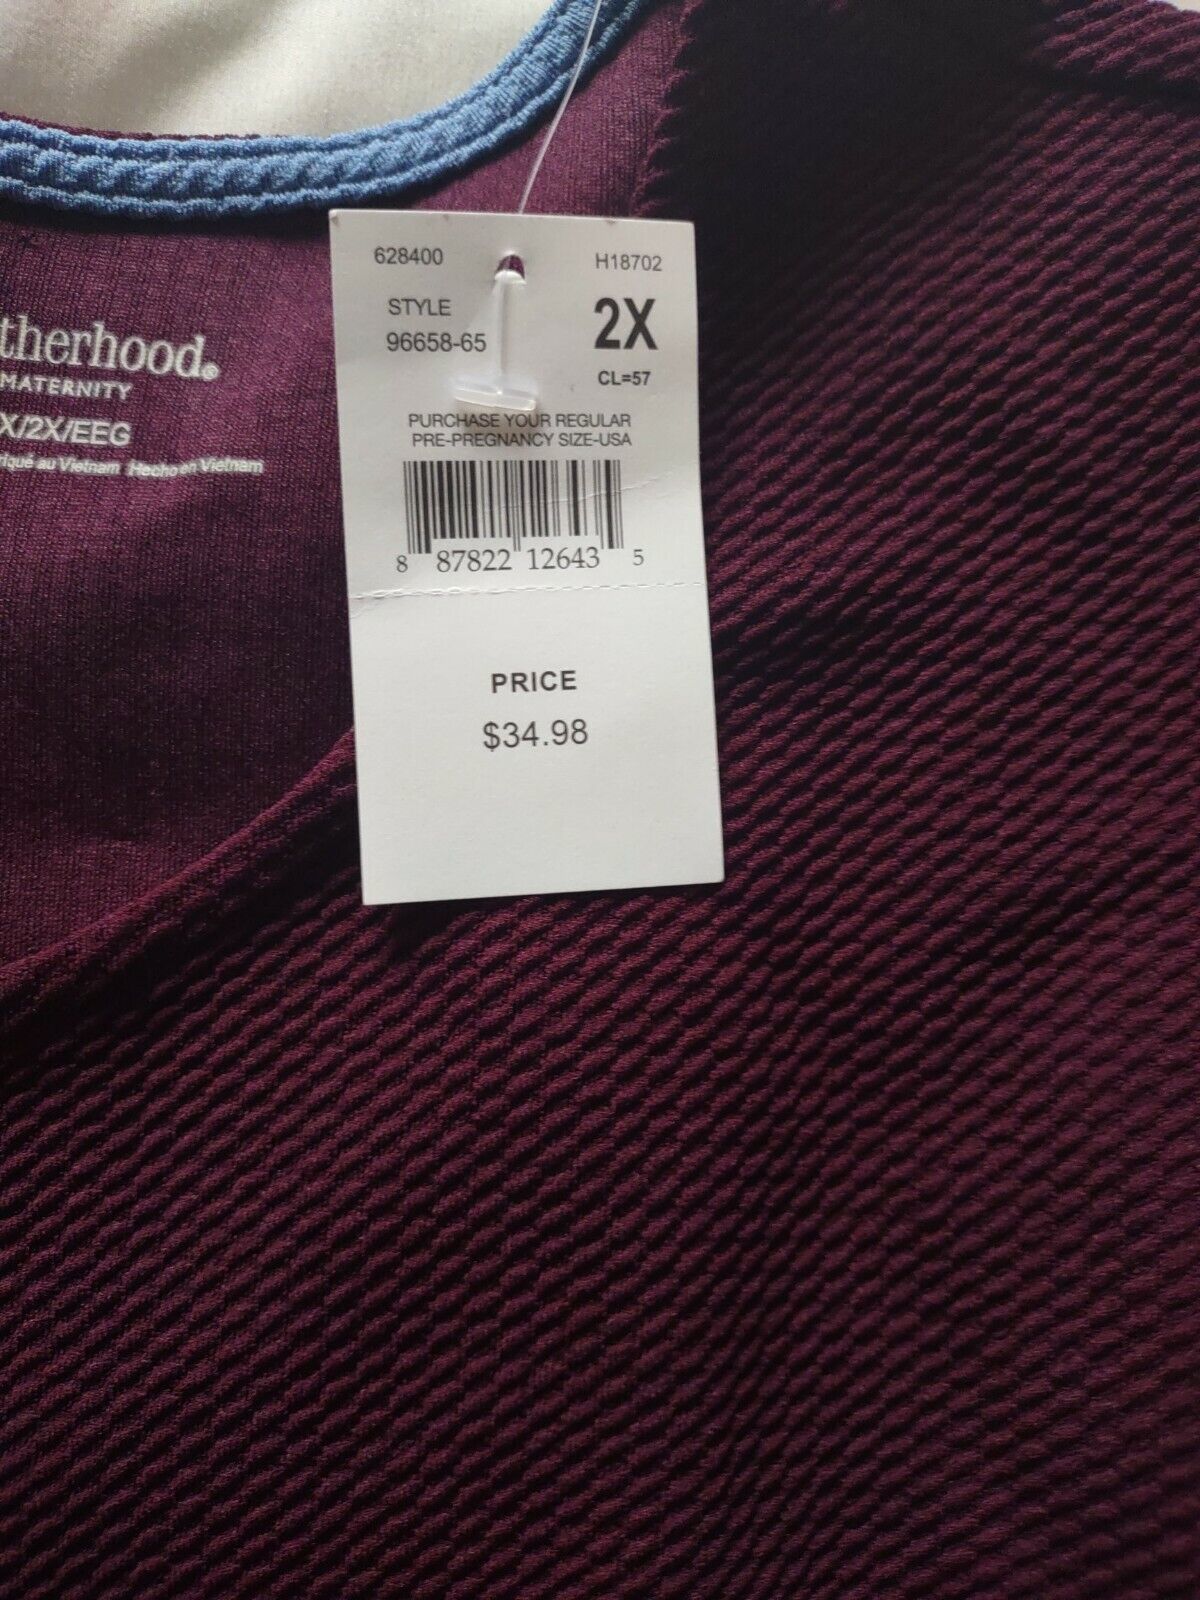 628400 H18702
STYLE 2X
96658-65
CL=57
PURCHASE YOUR REGULAR
PRE-PREGNANCY SIZE-USA
8 87822 12643 5
PRICE
$34.98
therhood®
MATERNITY
X/2X/EEG
riqué au Vietnam Hecho en Vietnam